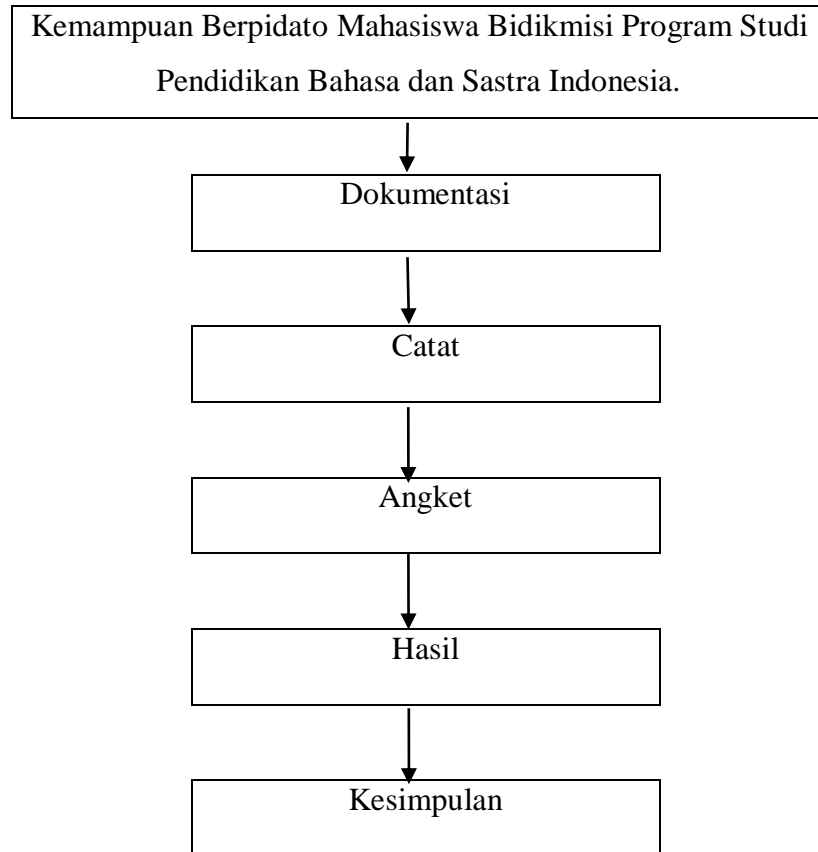 Kemampuan Berpidato Mahasiswa Bidikmisi Program Studi
Pendidikan Bahasa dan Sastra Indonesia.
Dokumentasi
Catat
Angket
Hasil
Kesimpulan